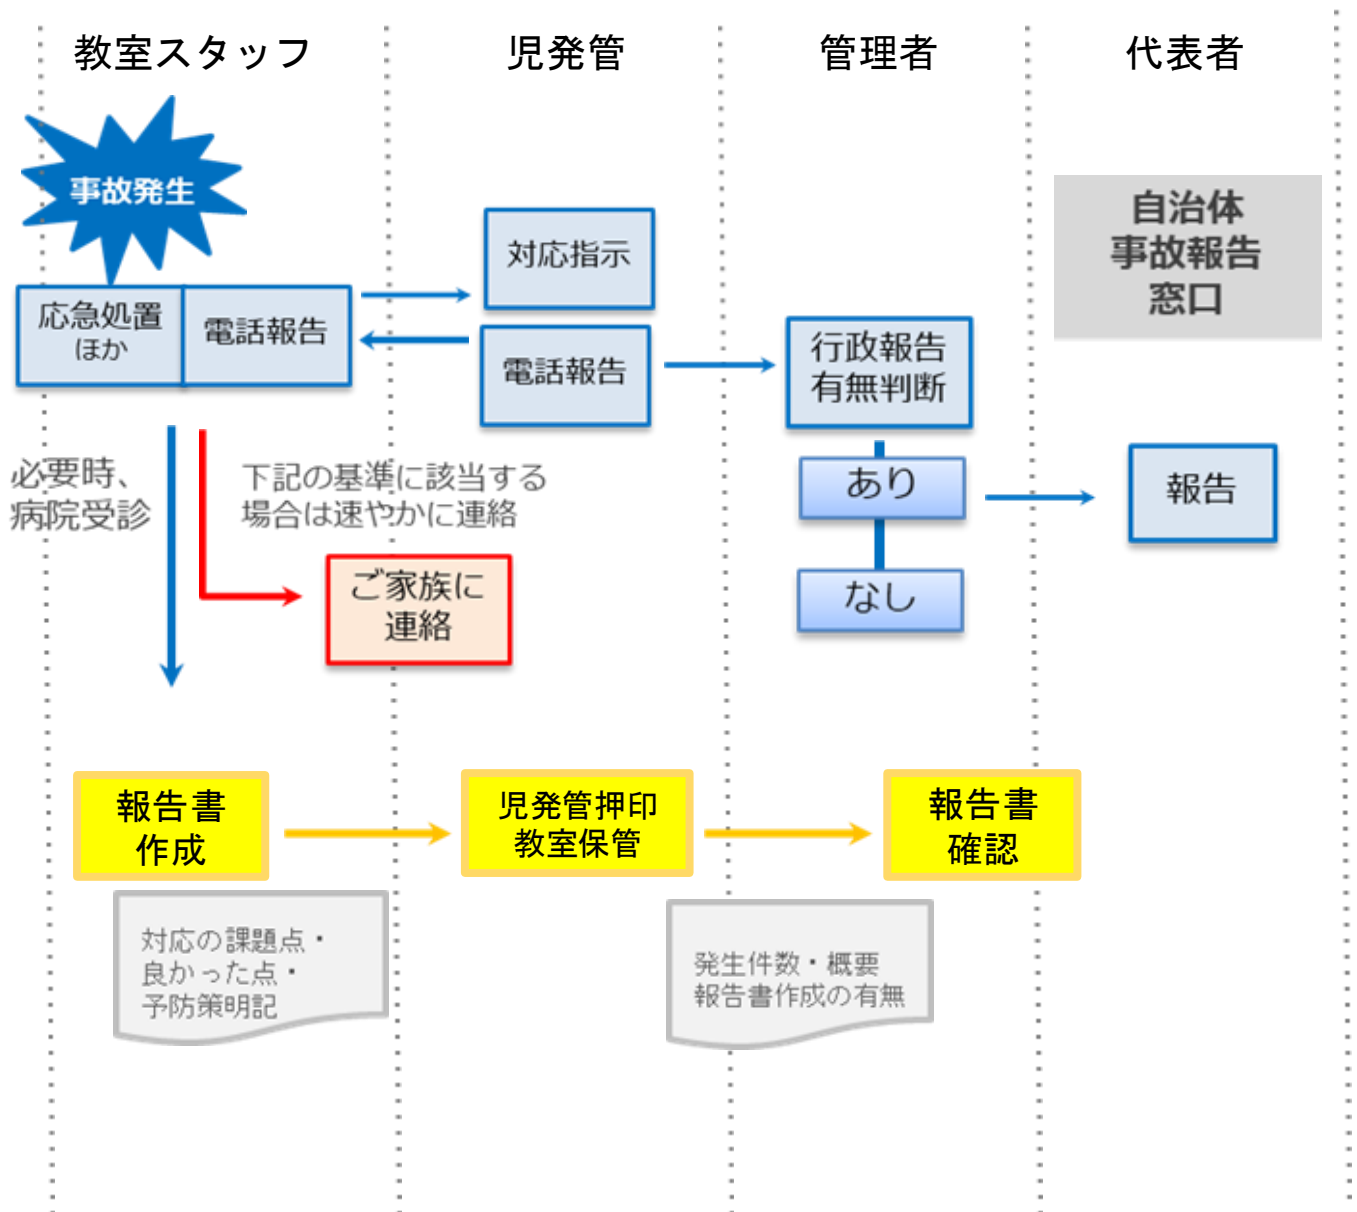 教室スタッフ
児発管
管理者
代表者
事故発生
自治体
事故報告
窓口
対応指示
応急処置
ほか
電話報告
電話報告
行政報告
有無判断
必要時、
病院受診
下記の基準に該当する
場合は速やかに連絡
あり
報告
ご家族に
連絡
なし
報告書
作成
児発管押印
教室保管
報告書
確認
対応の課題点・
良かった点・
予防策明記
発生件数・概要
報告書作成の有無